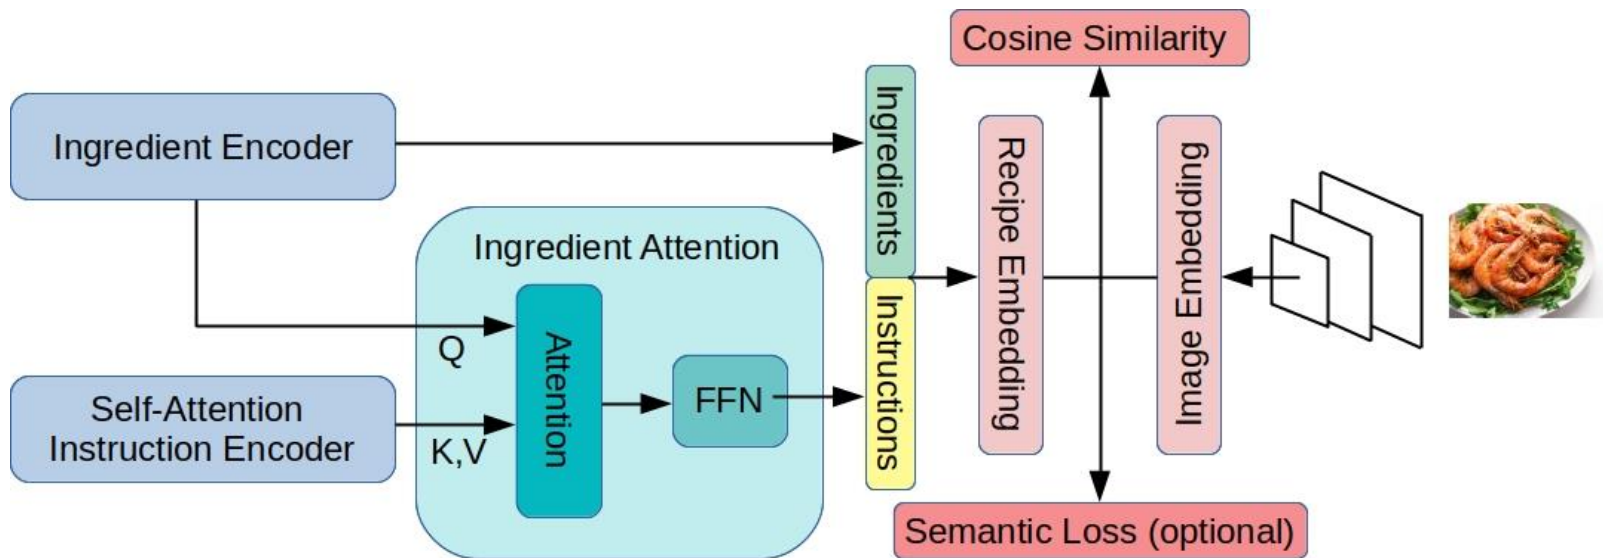 Cosine Similarity
Ingredient Encoder
Ingredients
Recipe Embedding
Image Embedding
Ingredient Attention
Q
Attention
FFN
Instructions
Self-Attention
Instruction Encoder
K,V
Semantic Loss (optional)